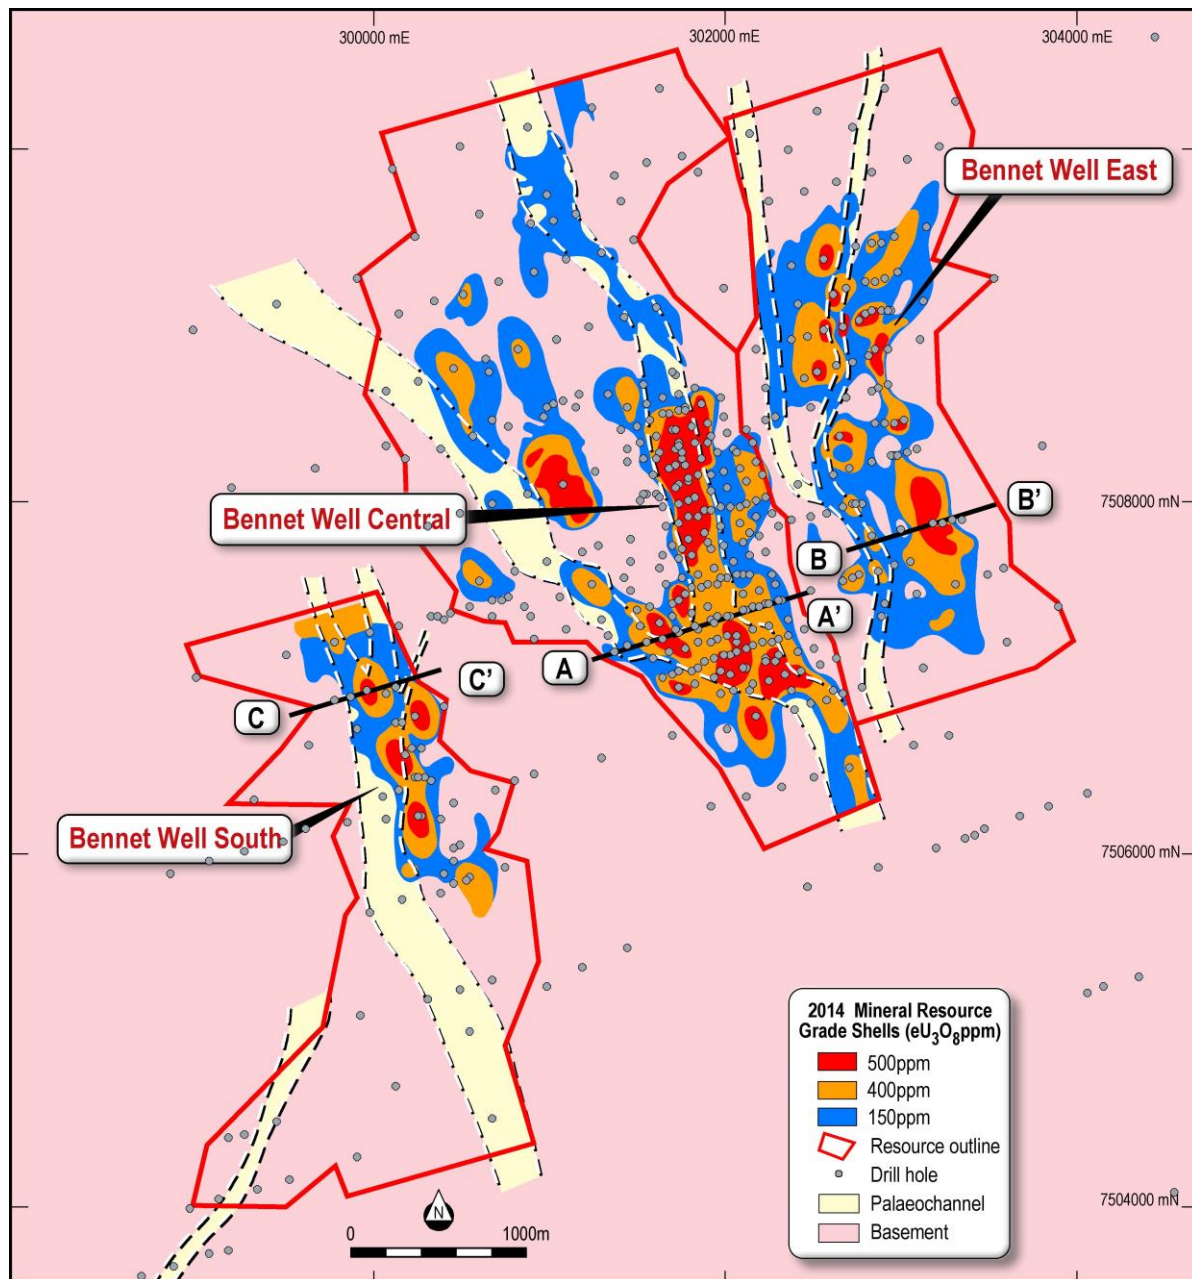 300000 mE
302000 mE
304000 mE
Bennet Well East
Bennet Well Central
7508000 mN
B'
B
A'
A
C'
C
Bennet Well South
7506000 mN
2014 Mineral Resource
Grade Shells (eU3O8ppm)
500ppm
400ppm
150ppm
Resource outline
Drill hole
Palaeochannel
Basement
7504000 mN
N
0 1000m